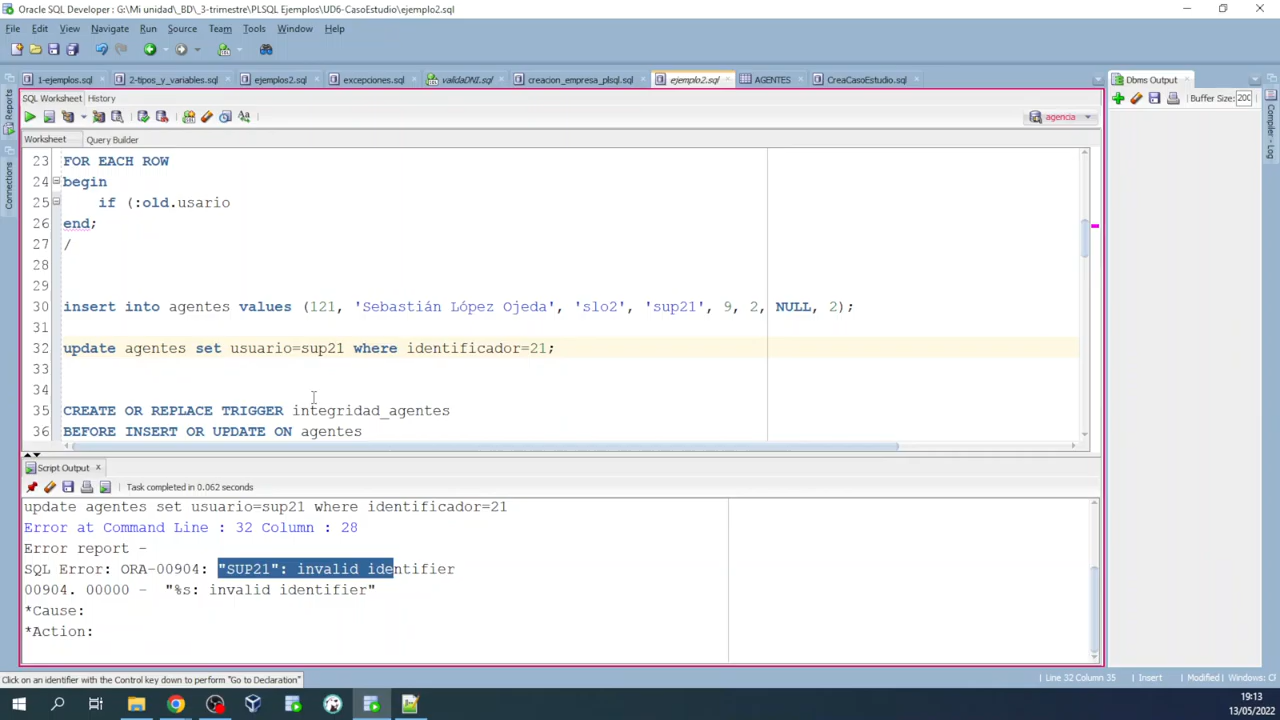 Oracle SQL Developer : G:\Mi unidad\_BD\_3-trimestre\PLSQL Ejemplos\UD6-CasoEstudio\ejemplo2.sql
File Edit View Navigate Run Source Team Tools Window Help
1-ejemplos.sql 2-tipos_y_variables.sql ejemplos2.sql excepciones.sql validaDNI.sql creacion_empresa_plsql.sql ejemplo2.sql AGENTES CreaCasoEstudio.sql Dbms Output
SQL Worksheet History Buffer Size: 200
agencia
Worksheet Query Builder
23 FOR EACH ROW
24 begin
25 if (:old.usario
26 end;
27 /
28
29
30 insert into agentes values (121, 'Sebastián López Ojeda', 'slo2', 'sup21', 9, 2, NULL, 2);
31
32 update agentes set usuario=sup21 where identificador=21;
33
34
35 CREATE OR REPLACE TRIGGER integridad_agentes
36 BEFORE INSERT OR UPDATE ON agentes
Script Output
Task completed in 0.062 seconds
update agentes set usuario=sup21 where identificador=21
Error at Command Line : 32 Column : 28
Error report -
SQL Error: ORA-00904: "SUP21": invalid identifier
00904. 00000 - "%s: invalid identifier"
*Cause:
*Action:
Click on an identifier with the Control key down to perform "Go to Declaration"
Line 32 Column 35 Insert Modified Windows: CF
Reports
Connections
Compiler - Log
19:13
13/05/2022